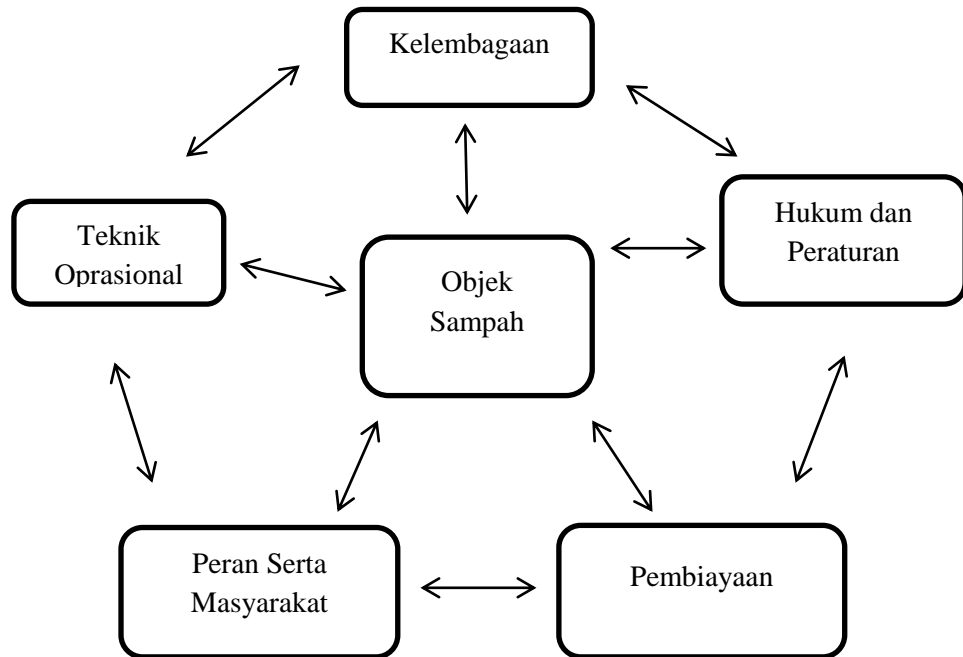 Kelembagaan
Hukum dan
Peraturan
Teknik
Oprasional
Objek
Sampah
Peran Serta
Masyarakat
Pembiayaan